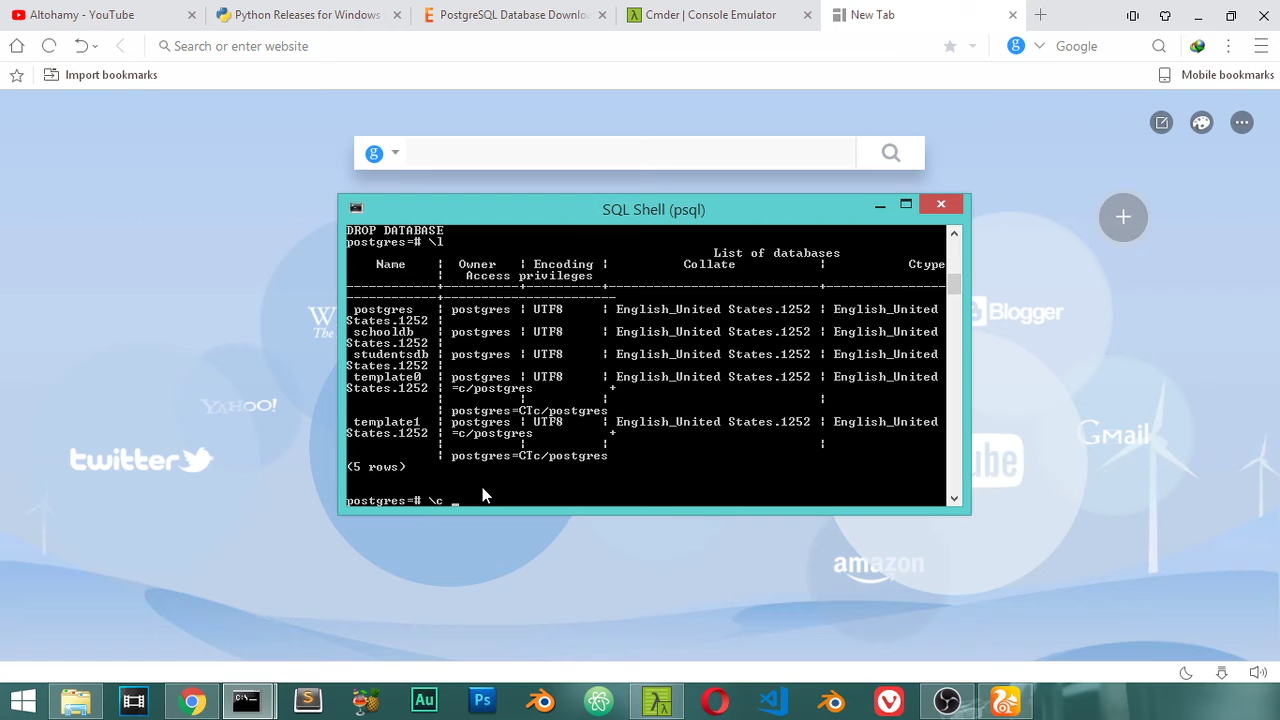 Altohamy - YouTube
Python Releases for Windows
PostgreSQL Database Downlo
Cmder | Console Emulator
New Tab
Search or enter website
Google
Import bookmarks
Mobile bookmarks
SQL Shell (psql)
DROP DATABASE
postgres=# \l
List of databases
Name | Owner | Encoding | Collate | Ctype
| Access privileges
postgres | postgres | UTF8 | English_United States.1252 | English_United
States.1252 |
schooldb | postgres | UTF8 | English_United States.1252 | English_United
States.1252 |
studentsdb | postgres | UTF8 | English_United States.1252 | English_United
States.1252 |
template0 | postgres | UTF8 | English_United States.1252 | English_United
States.1252 | =c/postgres +
| | |
| postgres=CTc/postgres
template1 | postgres | UTF8 | English_United States.1252 | English_United
States.1252 | =c/postgres +
| | |
| postgres=CTc/postgres
(5 rows)
postgres=# \c _
W
The
YAHOO!
twitter
Blogger
Gmail
amazon
Au
Ps